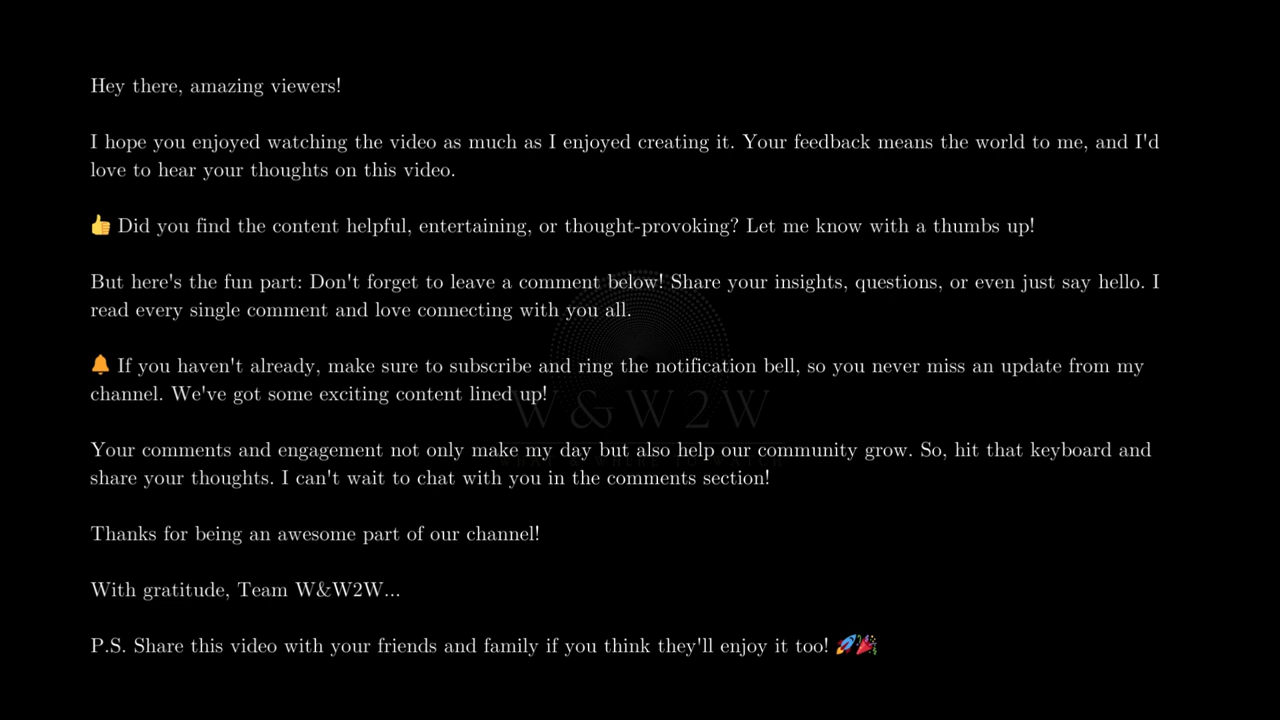 Hey there, amazing viewers!
I hope you enjoyed watching the video as much as I enjoyed creating it. Your feedback means the world to me, and I'd
love to hear your thoughts on this video.
👍 Did you find the content helpful, entertaining, or thought-provoking? Let me know with a thumbs up!
But here's the fun part: Don't forget to leave a comment below! Share your insights, questions, or even just say hello. I
read every single comment and love connecting with you all.
🔔 If you haven't already, make sure to subscribe and ring the notification bell, so you never miss an update from my
channel. We've got some exciting content lined up!
W&W2W
Your comments and engagement not only make my day but also help our community grow. So, hit that keyboard and
share your thoughts. I can't wait to chat with you in the comments section!
Thanks for being an awesome part of our channel!
With gratitude, Team W&W2W...
P.S. Share this video with your friends and family if you think they'll enjoy it too! 🚀🎉